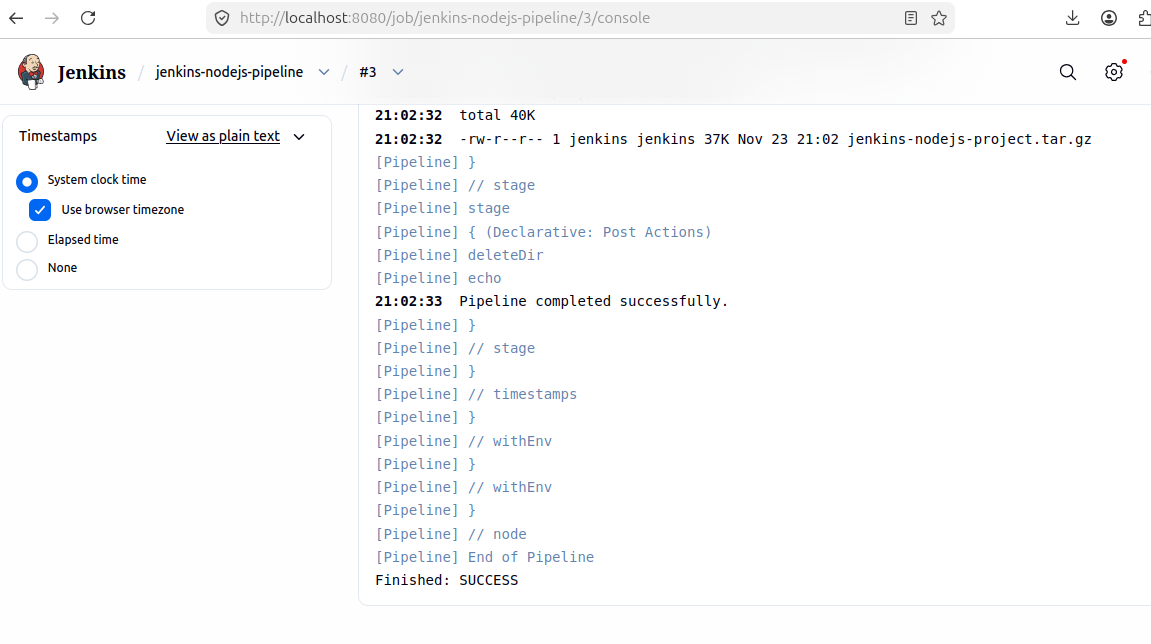 http://localhost:8080/job/jenkins-nodejs-pipeline/3/console
Jenkins / jenkins-nodejs-pipeline / #3
Timestamps View as plain text
System clock time
Use browser timezone
Elapsed time
None
21:02:32 total 40K
21:02:32 -rw-r--r-- 1 jenkins jenkins 37K Nov 23 21:02 jenkins-nodejs-project.tar.gz
[Pipeline] }
[Pipeline] // stage
[Pipeline] stage
[Pipeline] { (Declarative: Post Actions)
[Pipeline] deleteDir
[Pipeline] echo
21:02:33 Pipeline completed successfully.
[Pipeline] }
[Pipeline] // stage
[Pipeline] }
[Pipeline] // timestamps
[Pipeline] }
[Pipeline] // withEnv
[Pipeline] }
[Pipeline] // withEnv
[Pipeline] }
[Pipeline] // node
[Pipeline] End of Pipeline
Finished: SUCCESS